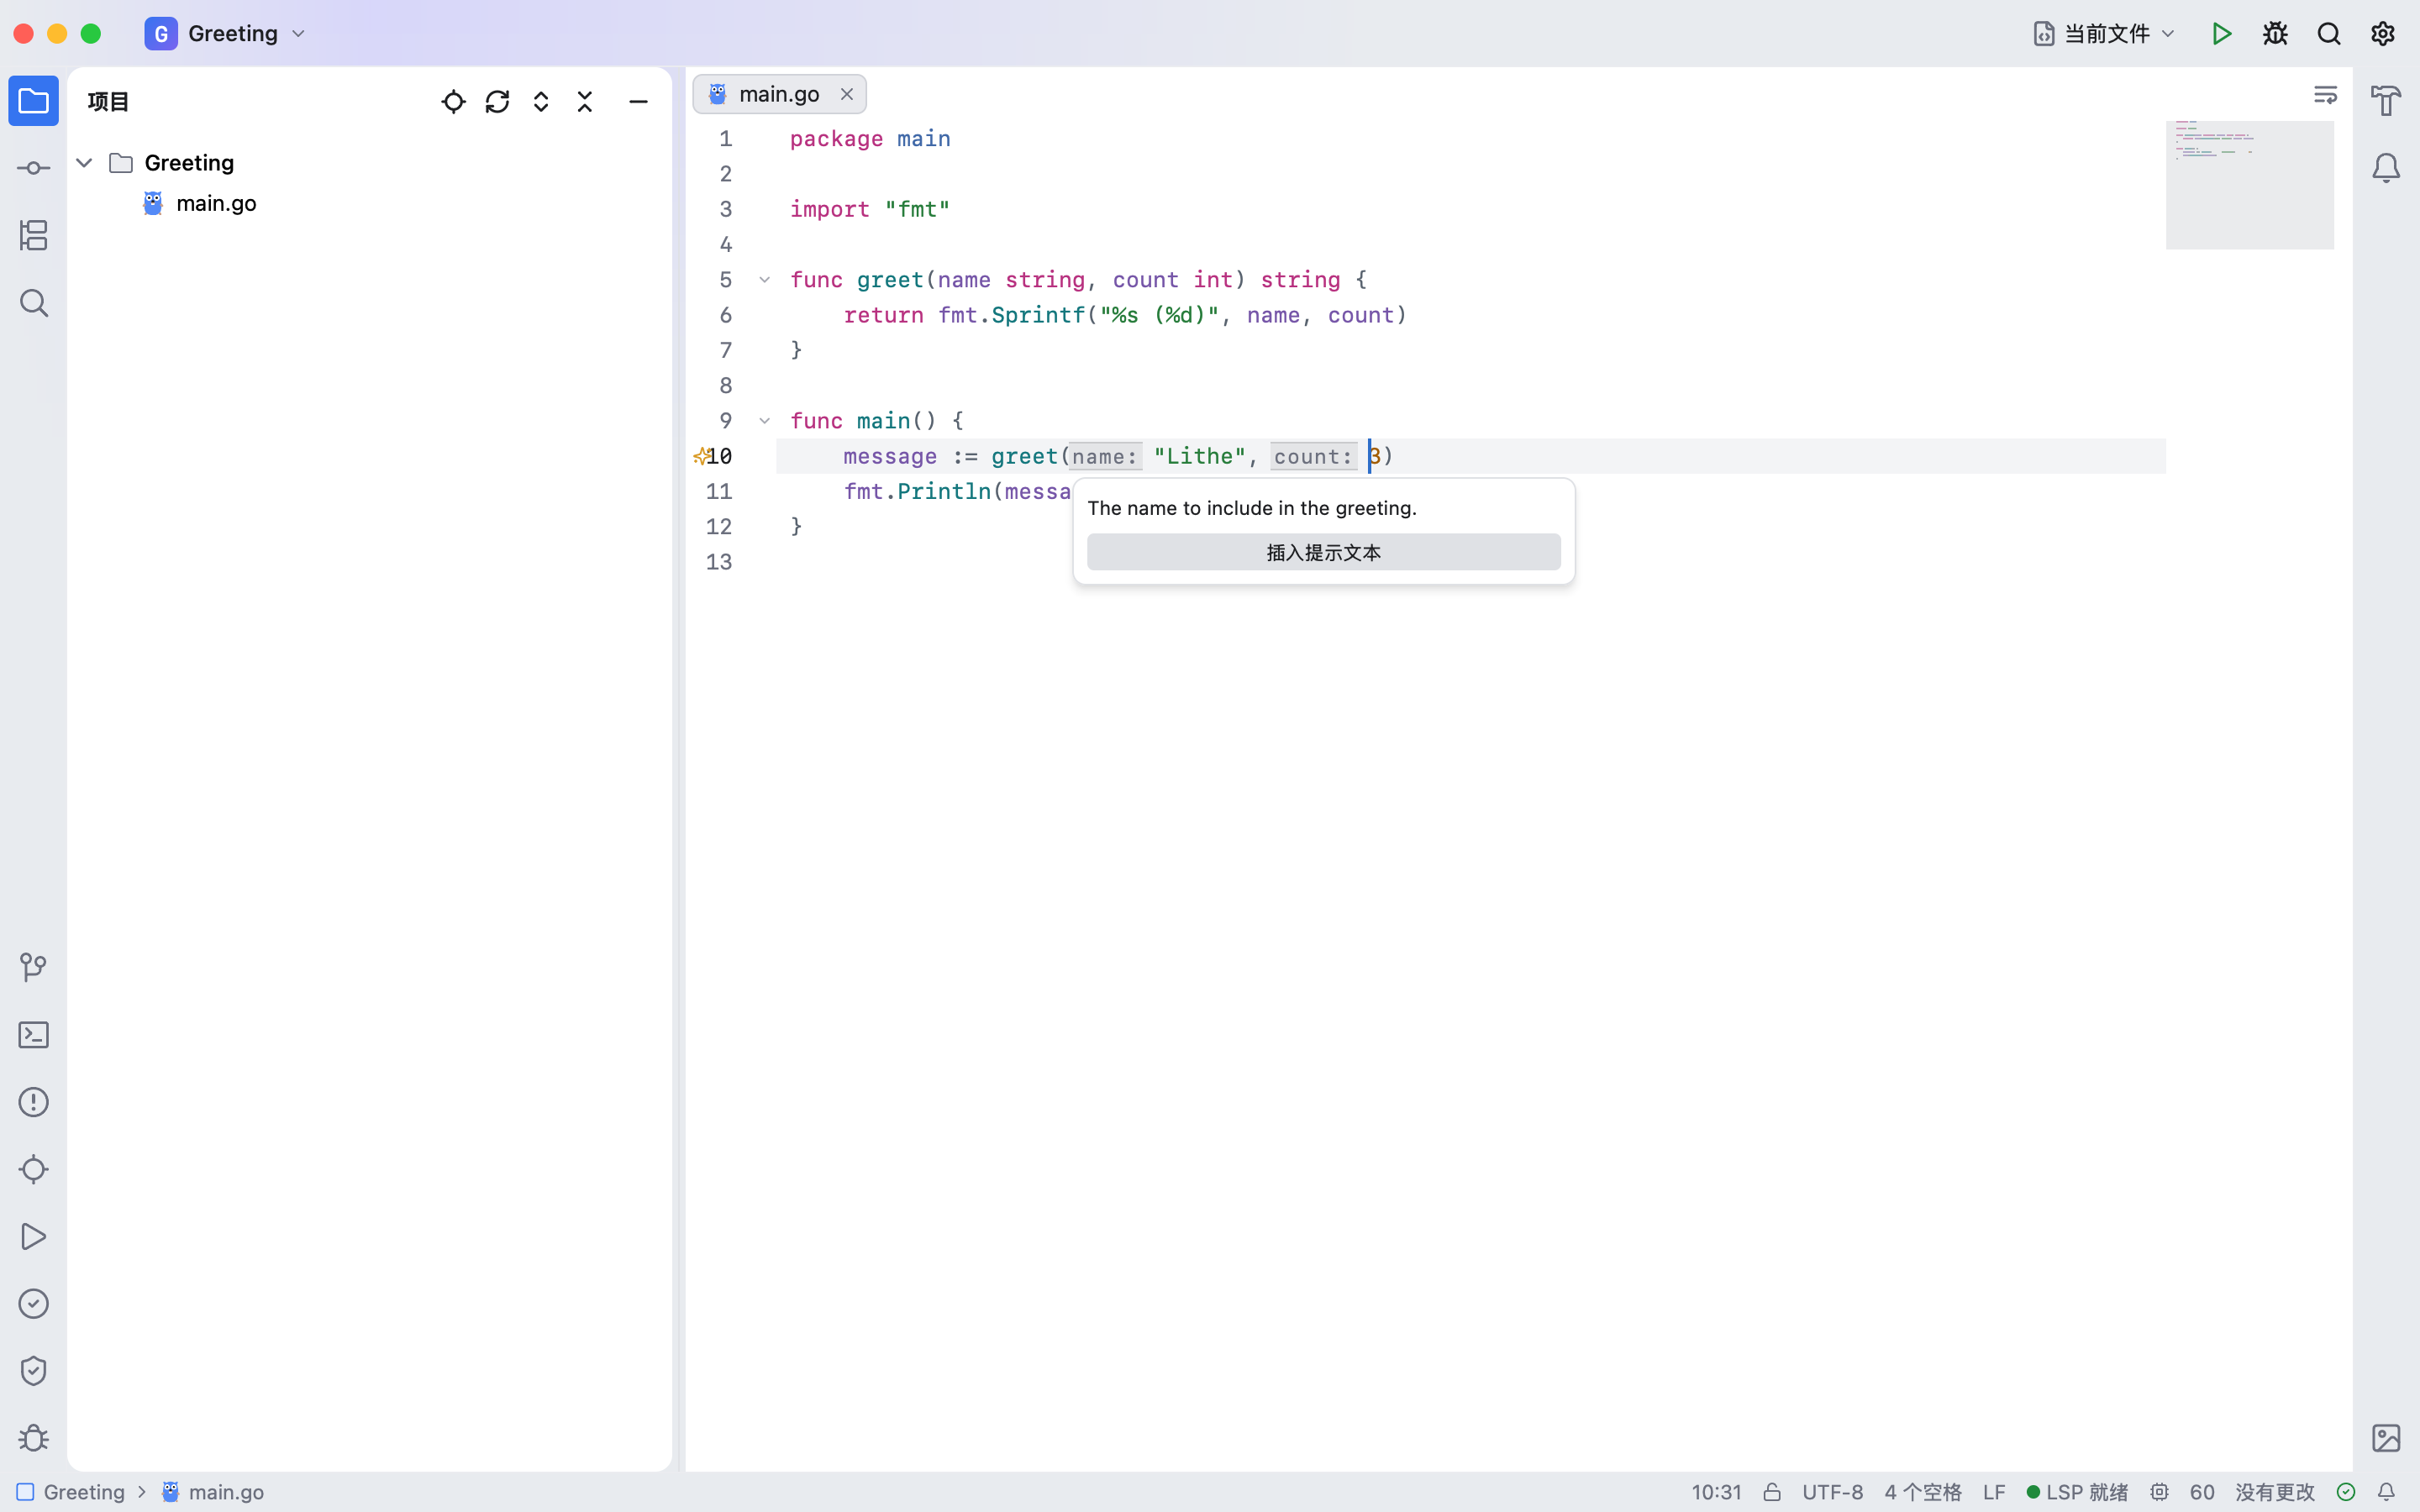 G Greeting
当前文件
项目
Greeting
main.go
main.go
1 package main
2
3 import "fmt"
4
5 func greet(name string, count int) string {
6 return fmt.Sprintf("%s (%d)", name, count)
7 }
8
9 func main() {
10 message := greet(name: "Lithe", count: 3)
11 fmt.Println(messa
12 }
13
The name to include in the greeting.
插入提示文本
Greeting > main.go
10:31 UTF-8 4 个空格 LF LSP 就绪 60 没有更改